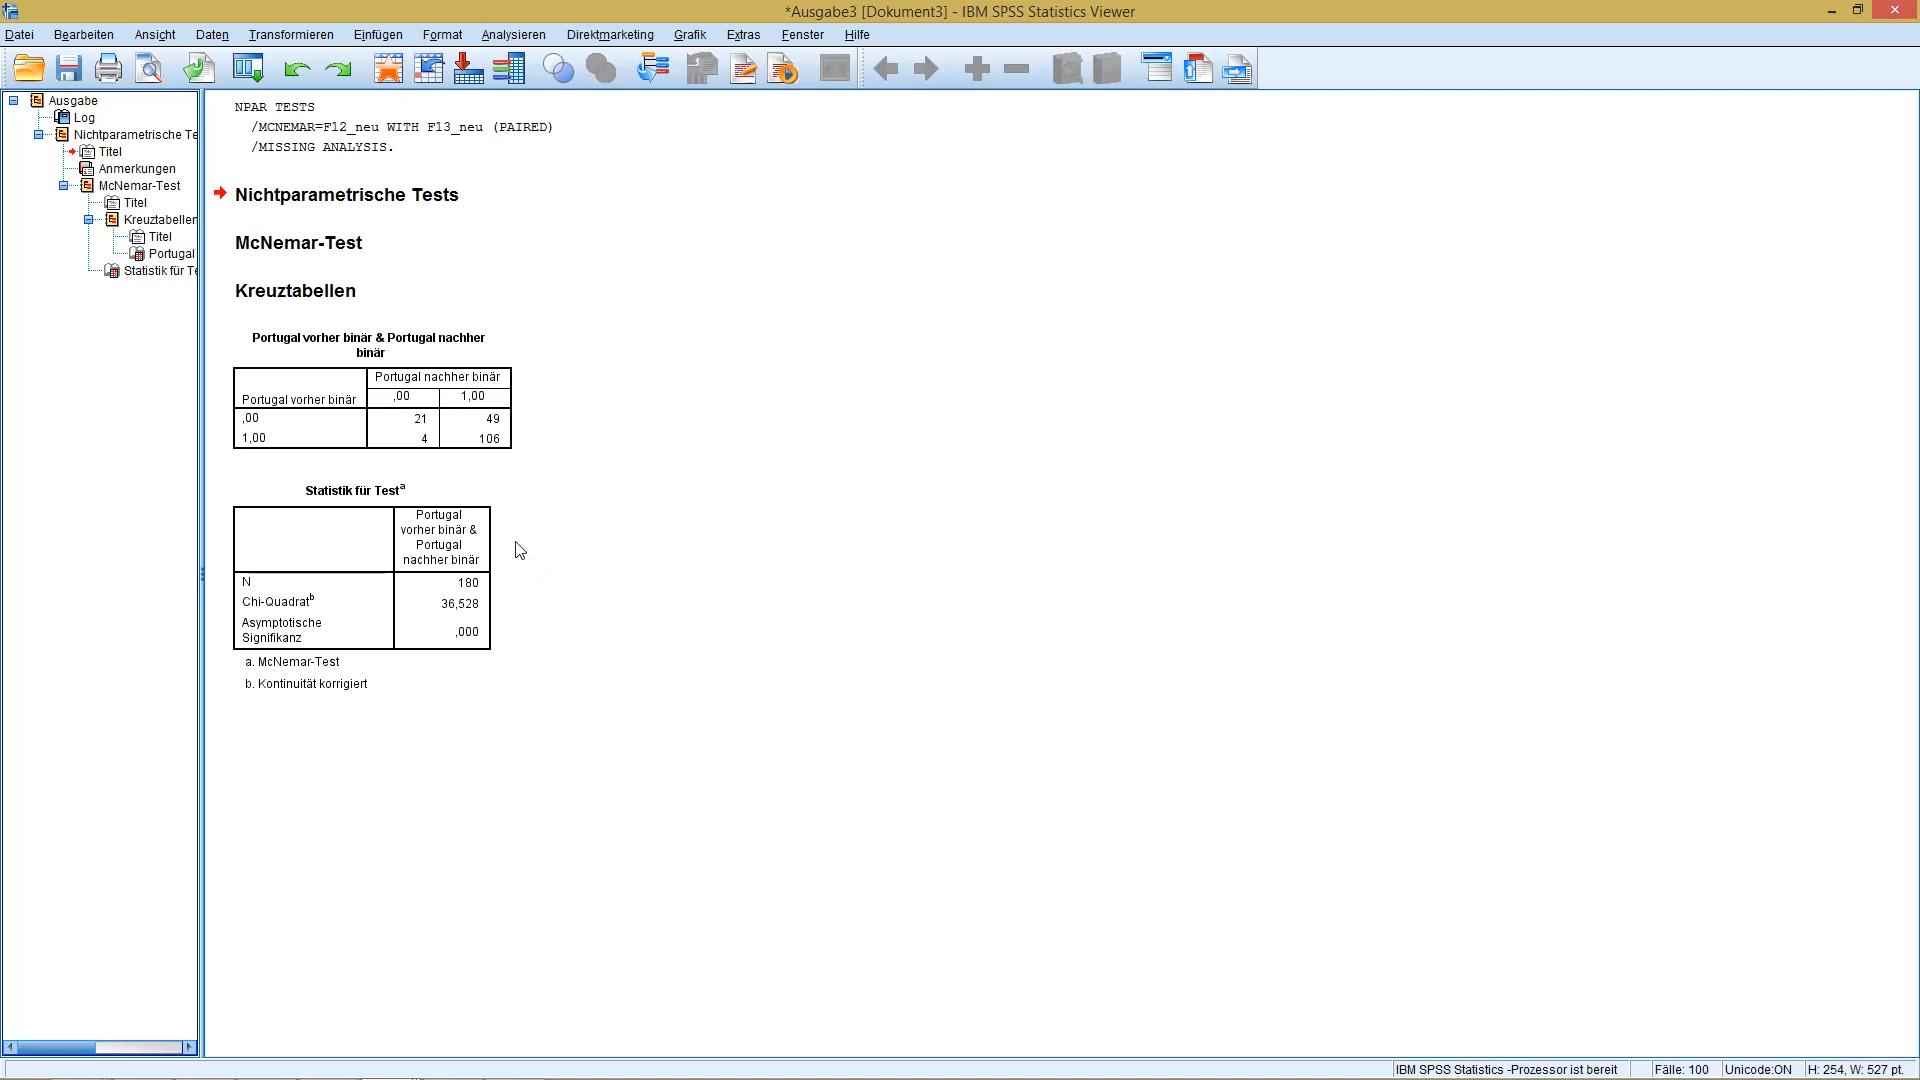 *Ausgabe3 [Dokument3] - IBM SPSS Statistics Viewer
Datei Bearbeiten Ansicht Daten Transformieren Einfügen Format Analysieren Direktmarketing Grafik Extras Fenster Hilfe
Ausgabe
Log
Nichtparametrische Te
Titel
Anmerkungen
McNemar-Test
Titel
Kreuztabellen
Titel
Portugal
Statistik für Te
NPAR TESTS
/MCNEMAR=F12_neu WITH F13_neu (PAIRED)
/MISSING ANALYSIS.
Nichtparametrische Tests
McNemar-Test
Kreuztabellen
Portugal vorher binär & Portugal nachher
binär
Portugal nachher binär
Portugal vorher binär ,00 1,00
,00 21 49
1,00 4 106
Statistik für Test a
Portugal
vorher binär &
Portugal
nachher binär
N 180
Chi-Quadrat b 36,528
Asymptotische
Signifikanz ,000
a. McNemar-Test
b. Kontinuität korrigiert
IBM SPSS Statistics -Prozessor ist bereit Fälle: 100 Unicode:ON H: 254, W: 527 pt.